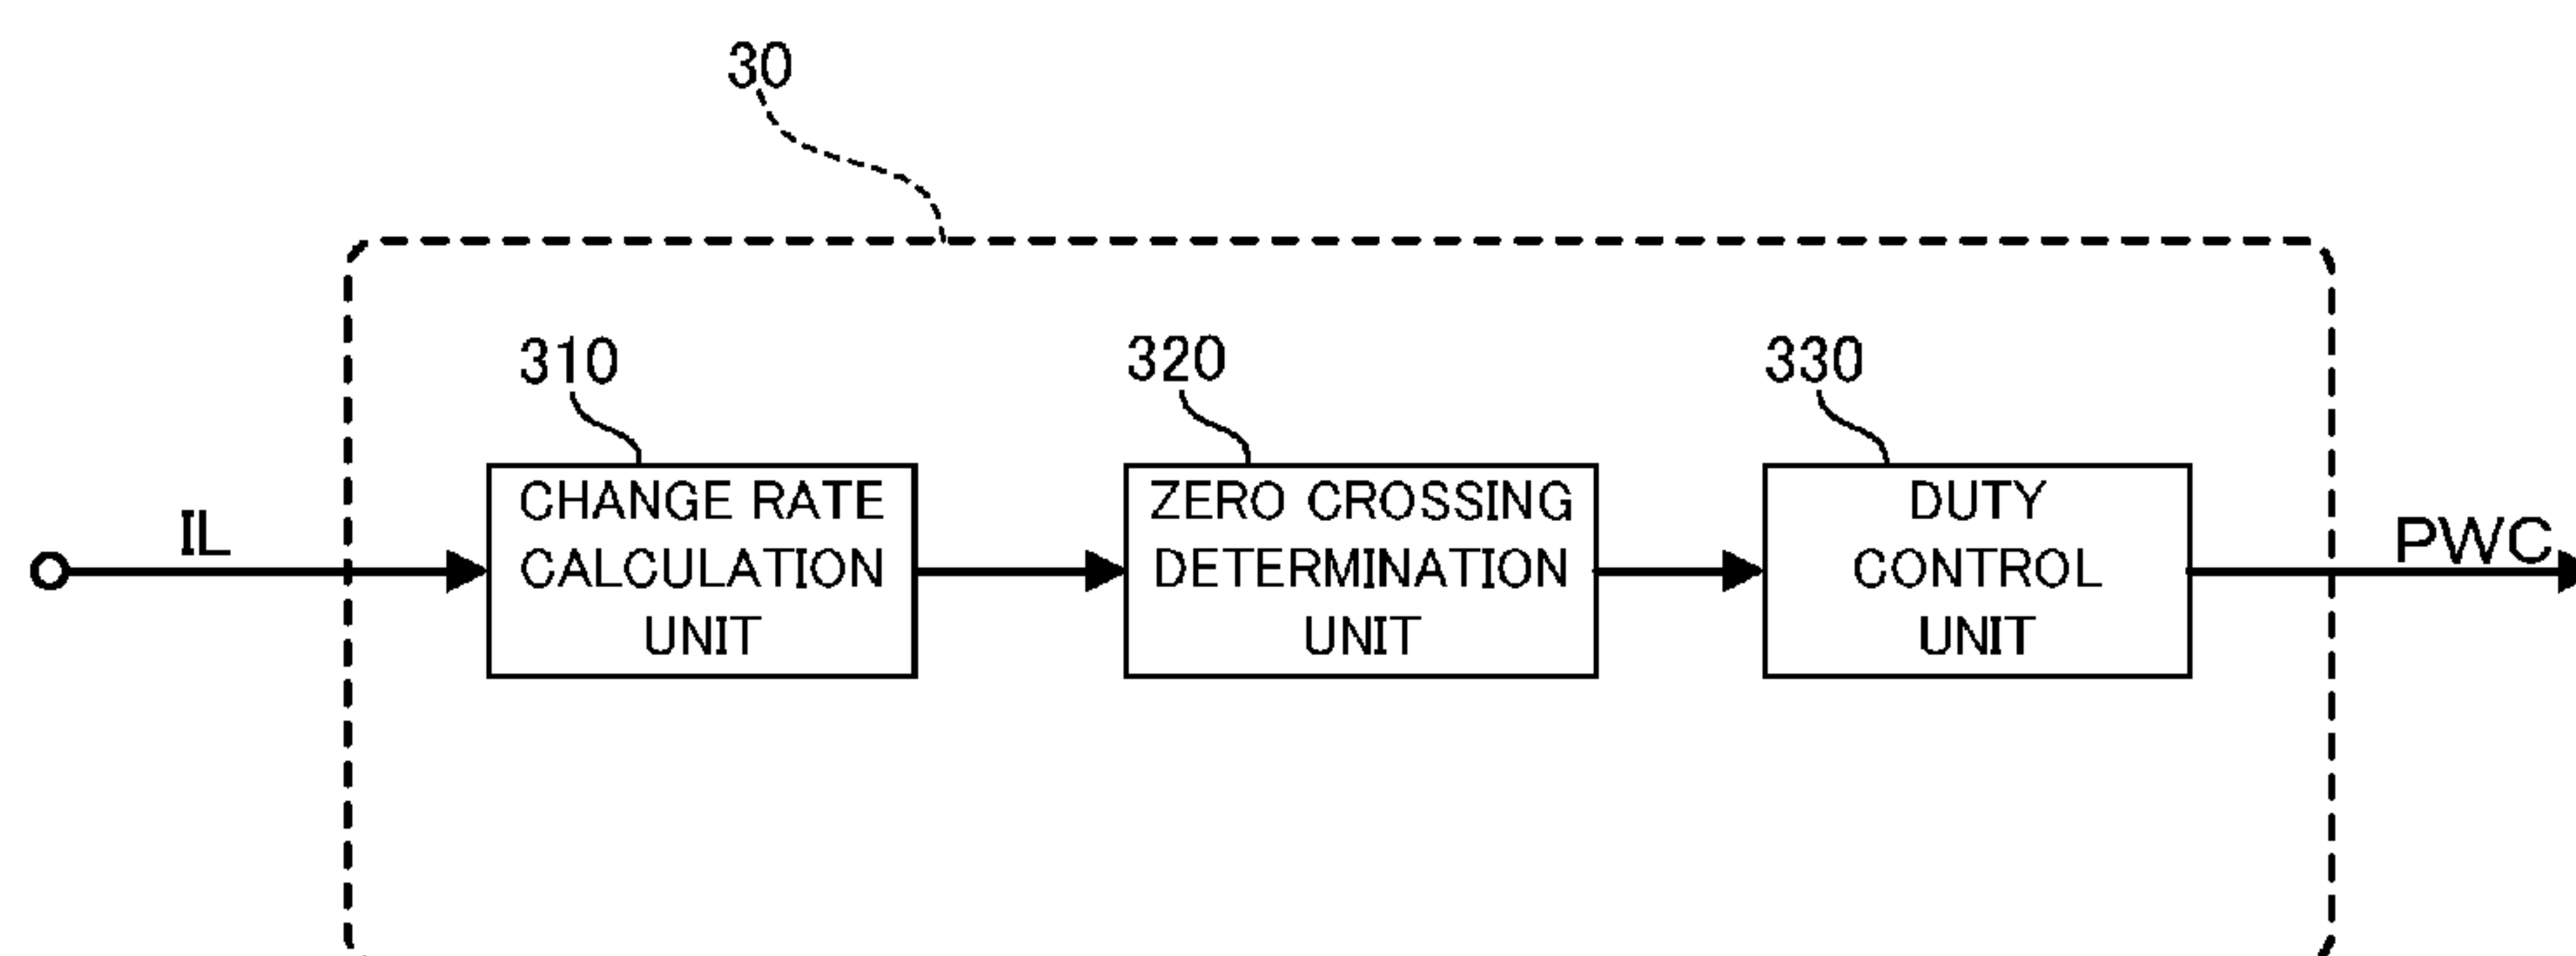 30
310
320
330
IL
CHANGE RATE
CALCULATION
UNIT
ZERO CROSSING
DETERMINATION
UNIT
DUTY
CONTROL
UNIT
PWC